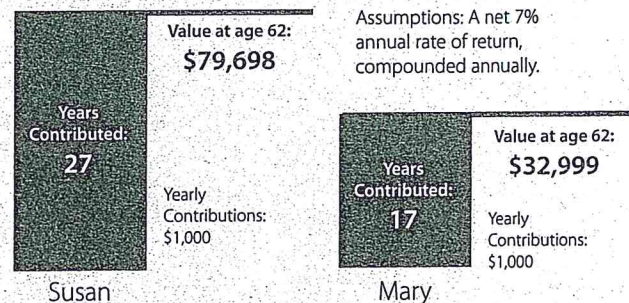 Value at age 62:
$79,698
Years
Contributed:
27
Yearly
Contributions:
$1,000
Susan
Assumptions: A net 7%
annual rate of return,
compounded annually.
Value at age 62:
$32,999
Years
Contributed:
17
Yearly
Contributions:
$1,000
Mary